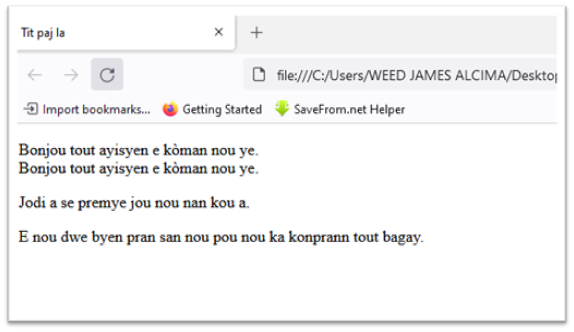 Tit paj la
file:///C:/Users/WEED JAMES ALCIMA/Desktop
Import bookmarks... Getting Started SaveFrom.net Helper
Bonjou tout ayisyen e kòman nou ye.
Bonjou tout ayisyen e kòman nou ye.
Jodi a se premye jou nou nan kou a.
E nou dwe byen pran san nou pou nou ka konprann tout bagay.